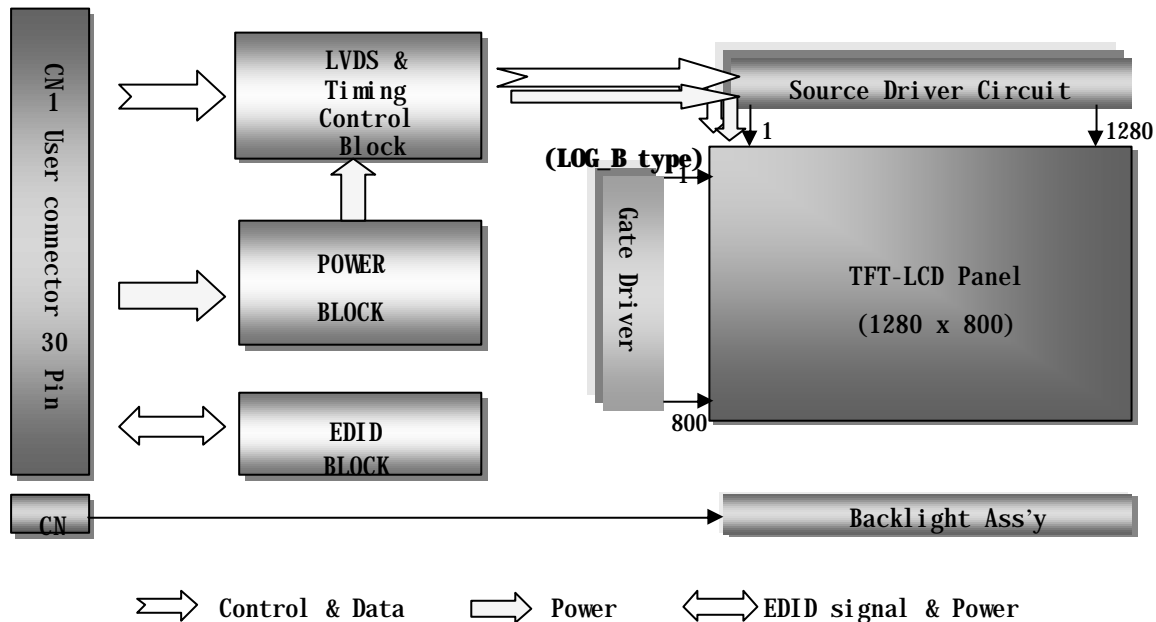 CN1 User connector 30 Pin
LVDS &
Timing
Control
Block
Source Driver Circuit
1
1280
(LOG_B type)
1
Gate Driver
POWER
BLOCK
TFT-LCD Panel
(1280 x 800)
800
EDID
BLOCK
CN
Backlight Ass'y
Control & Data
Power
EDID signal & Power